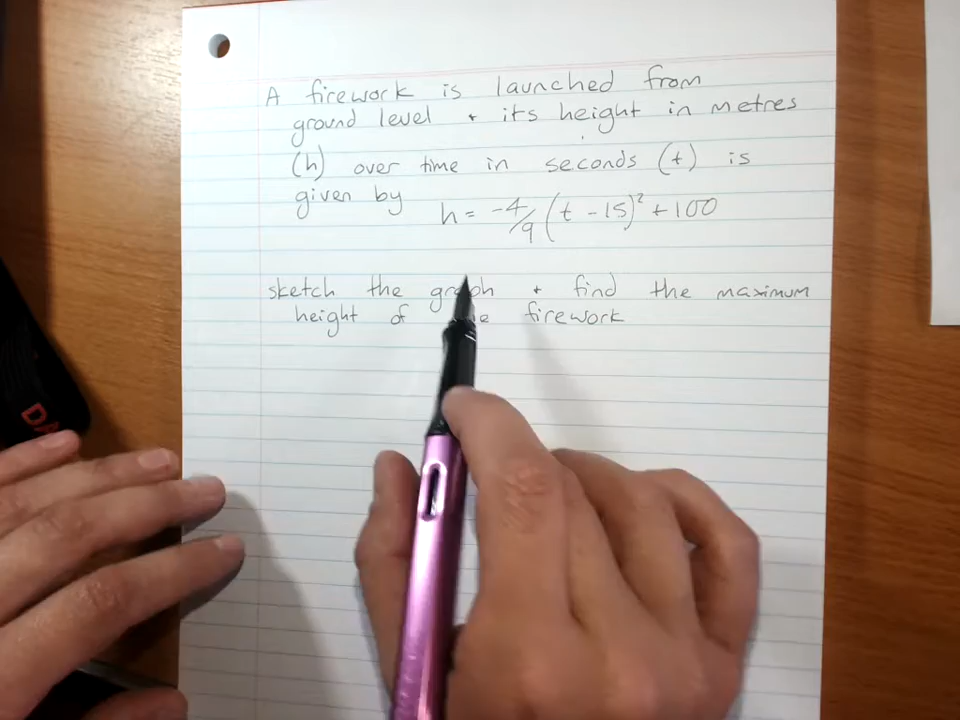 A firework is launched from
ground level + its height in metres
(h) over time in seconds (t) is
given by h = -4/9 (t - 15)² + 100
sketch the graph + find the maximum
height of firework